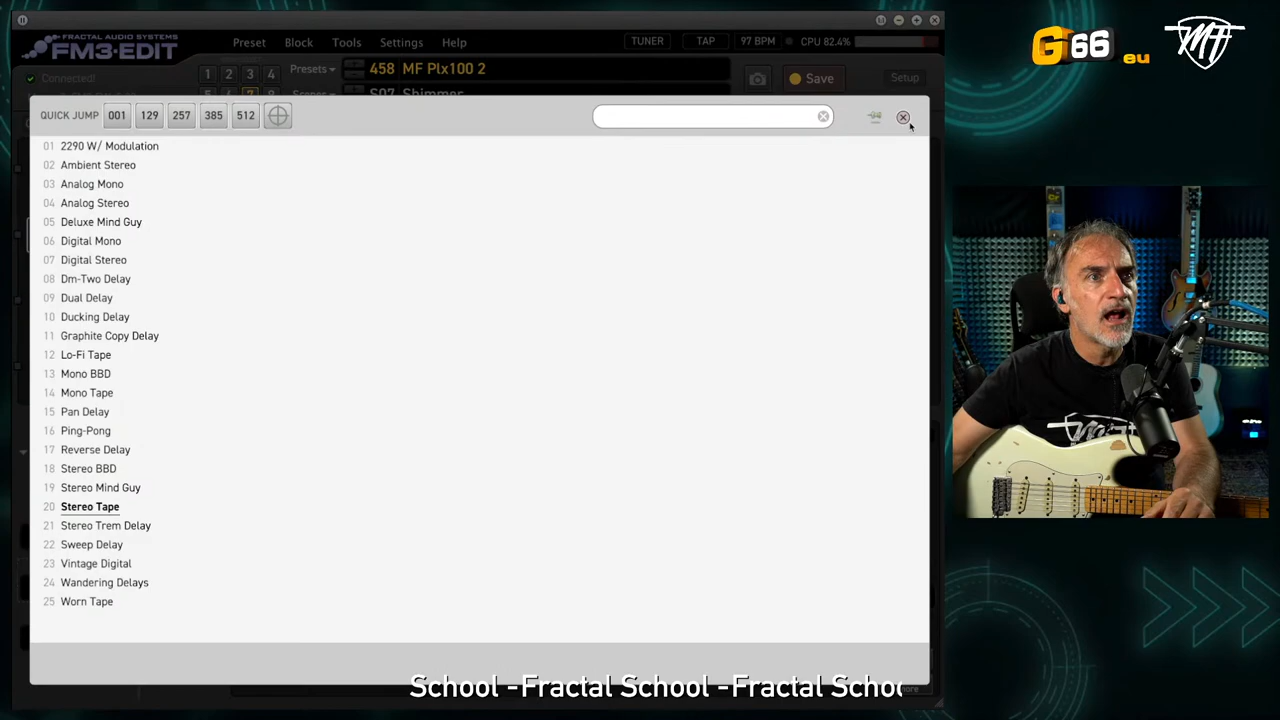 FRACTAL AUDIO SYSTEMS
FM3-EDIT
Preset Block Tools Settings Help
TUNER TAP 97 BPM CPU 82.4%
Connected!
1 2 3 4
Presets
458 MF Plx100 2
Save
Setup
S07 Shimmer
G66 eu
MF
QUICK JUMP 001 129 257 385 512
01 2290 W/ Modulation
02 Ambient Stereo
03 Analog Mono
04 Analog Stereo
05 Deluxe Mind Guy
06 Digital Mono
07 Digital Stereo
08 Dm-Two Delay
09 Dual Delay
10 Ducking Delay
11 Graphite Copy Delay
12 Lo-Fi Tape
13 Mono BBD
14 Mono Tape
15 Pan Delay
16 Ping-Pong
17 Reverse Delay
18 Stereo BBD
19 Stereo Mind Guy
20 Stereo Tape
21 Stereo Trem Delay
22 Sweep Delay
23 Vintage Digital
24 Wandering Delays
25 Worn Tape
School -Fractal School -Fractal Schoo